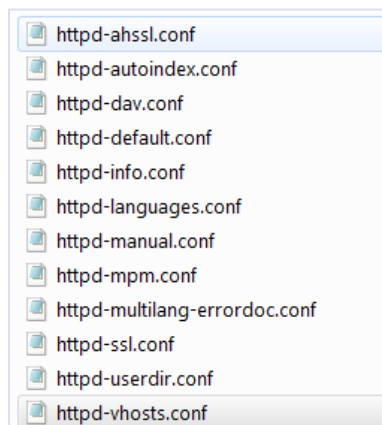 httpd-ahssl.conf
httpd-autoindex.conf
httpd-dav.conf
httpd-default.conf
httpd-info.conf
httpd-languages.conf
httpd-manual.conf
httpd-mpm.conf
httpd-multilang-errordoc.conf
httpd-ssl.conf
httpd-userdir.conf
httpd-vhosts.conf